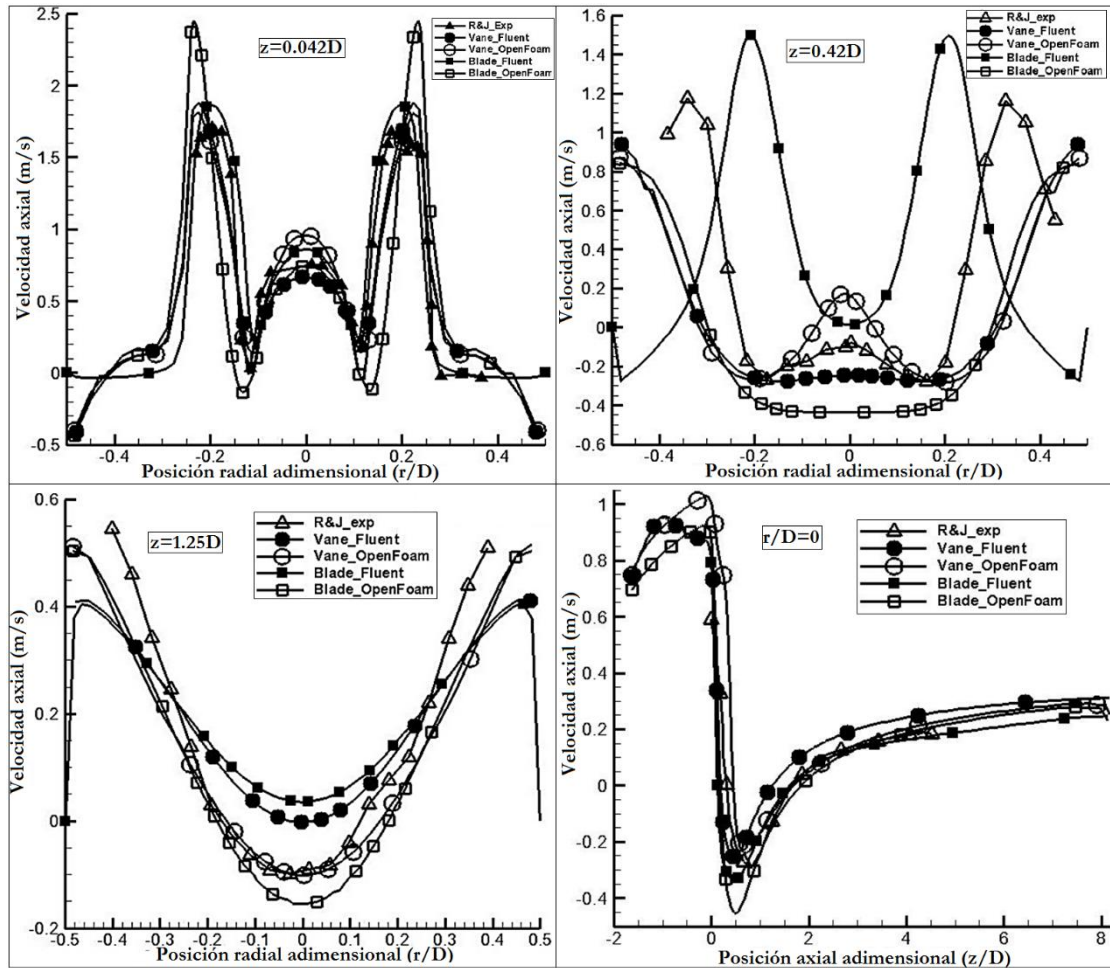 z=0.042D
R&J_Exp
Vane_Fluent
Vane_OpenFoam
Blade_Fluent
Blade_OpenFoam
Velocidad axial (m/s)
2.5
2
1.5
1
0.5
0
-0.5
-0.4
-0.2
0
0.2
0.4
Posición radial adimensional (r/D)
z=0.42D
R&J_exp
Vane_Fluent
Vane_OpenFoam
Blade_Fluent
Blade_OpenFoam
Velocidad axial (m/s)
1.6
1.4
1.2
1
0.8
0.6
0.4
0.2
0
-0.2
-0.4
-0.6
-0.4
-0.2
0
0.2
0.4
Posición radial adimensional (r/D)
z=1.25D
R&J_exp
Vane_Fluent
Vane_OpenFoam
Blade_Fluent
Blade_OpenFoam
Velocidad axial (m/s)
0.6
0.4
0.2
0
-0.2
-0.5 -0.4 -0.3 -0.2 -0.1 0 0.1 0.2 0.3 0.4 0.5
Posición radial adimensional (r/D)
r/D=0
R&J_exp
Vane_Fluent
Vane_OpenFoam
Blade_Fluent
Blade_OpenFoam
Velocidad axial (m/s)
1
0.8
0.6
0.4
0.2
0
-0.2
-0.4
-2 0 2 4 6 8
Posición axial adimensional (z/D)